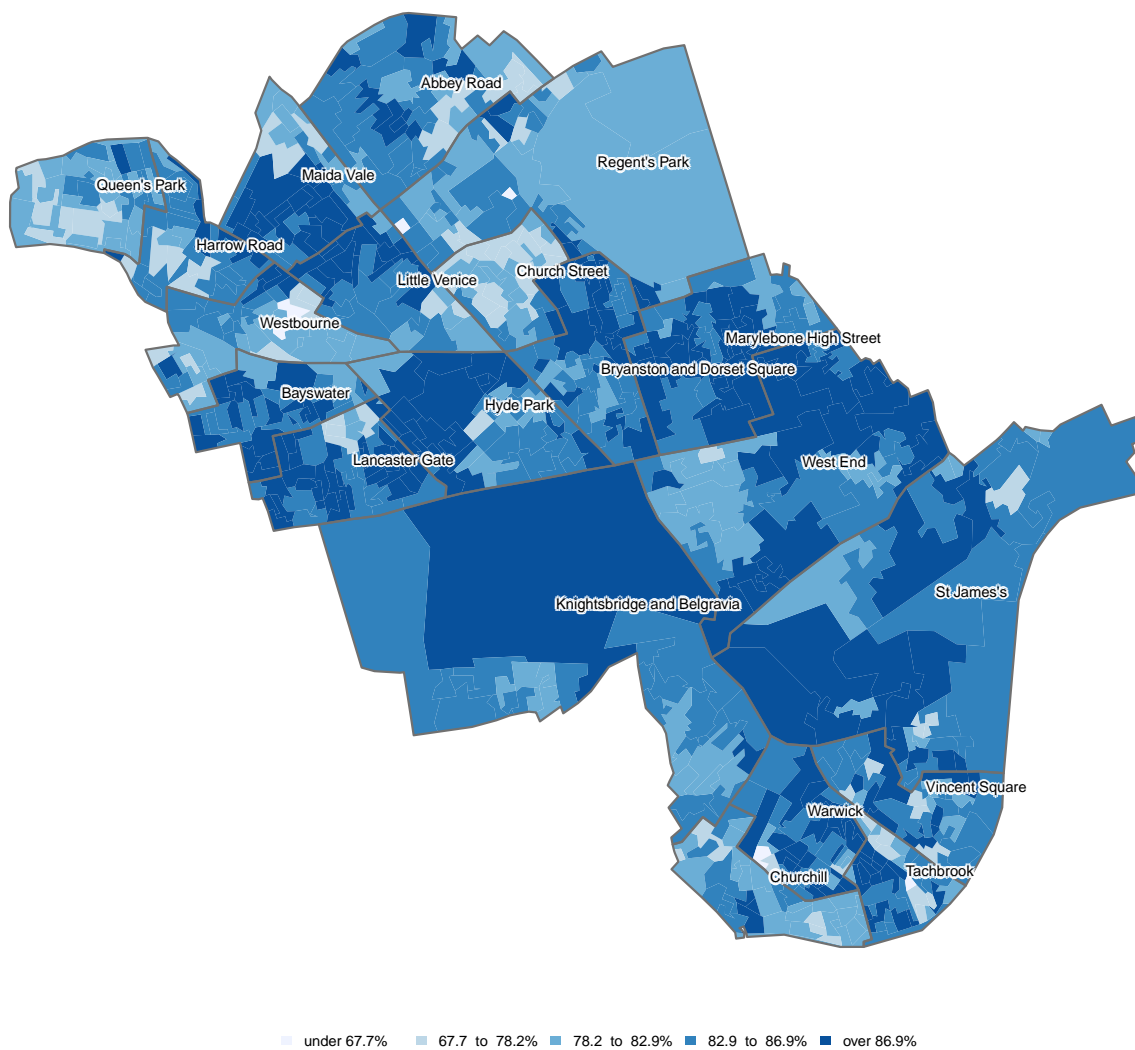 Abbey Road
Regent's Park
Maida Vale
Queen's Park
Harrow Road
Church Street
Little Venice
Westbourne
Marylebone High Street
Bryanston and Dorset Square
Bayswater
Hyde Park
Lancaster Gate
West End
St James's
Knightsbridge and Belgravia
Vincent Square
Warwick
Tachbrook
Churchill
under 67.7% 67.7 to 78.2% 78.2 to 82.9% 82.9 to 86.9% over 86.9%